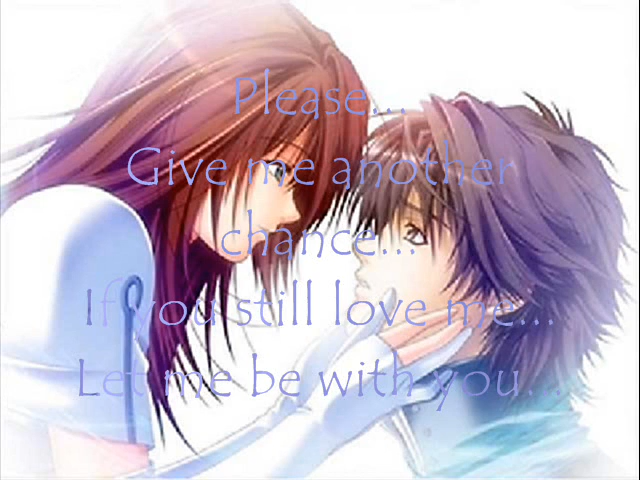 Please...
Give me another
chance...
If you still love me...
Let me be with you...